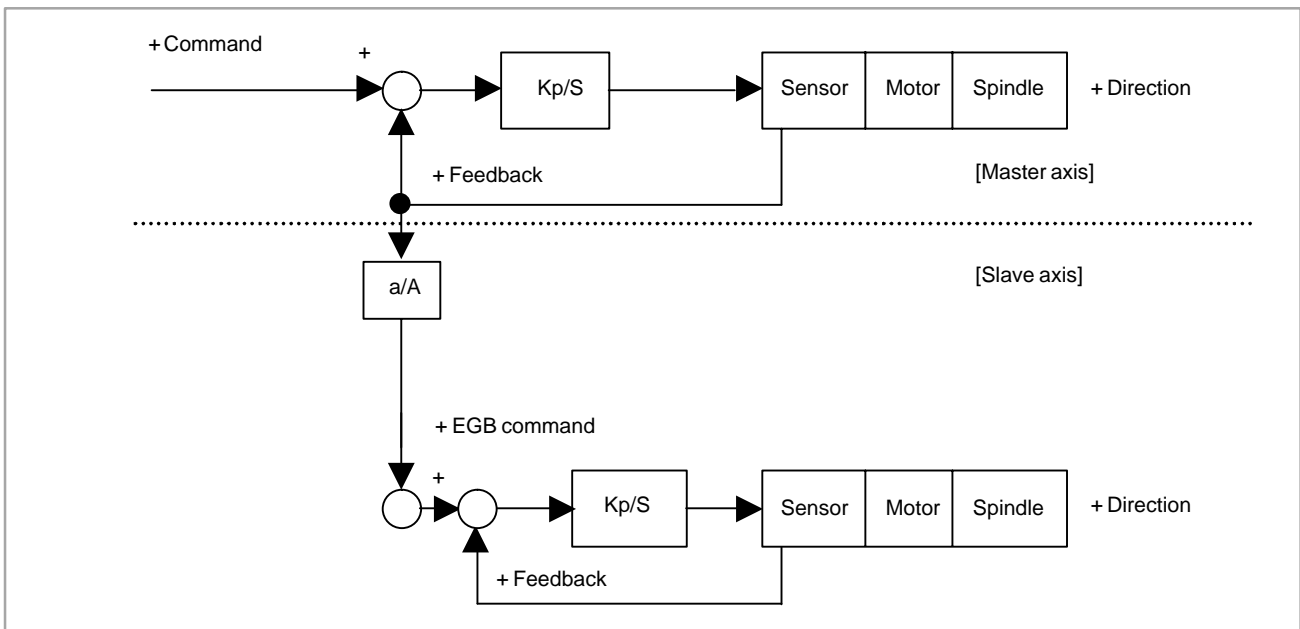 + Command
+
Kp/S
Sensor
Motor
Spindle
+ Direction
+ Feedback
[Master axis]
[Slave axis]
a/A
+ EGB command
+
Kp/S
Sensor
Motor
Spindle
+ Direction
+ Feedback